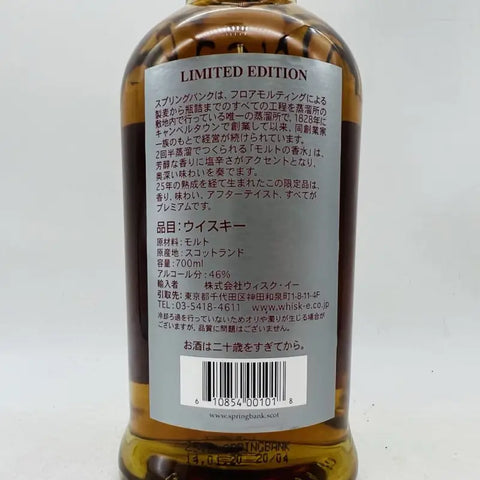 LIMITED EDITION
スプリングバンクは、フロアモルティングによる
製麦から瓶詰までのすべての工程を蒸溜所の
敷地内で行っている唯一の蒸溜所で、1828年に
キャンベルタウンで創業して以来、同創業家
一族のもとで経営が続けられています。
2回半蒸溜でつくられる「モルトの香水」は、
芳醇な香りに塩辛さがアクセントとなり、
奥深い味わいを奏でます。
25年の熟成を経て生まれたこの限定品は、
香り、味わい、アフターテイスト、すべてが
プレミアムです。
品目：ウイスキー
原材料：モルト
原産地：スコットランド
容量：700ml
アルコール分：46%
輸入者 株式会社ウィスク・イー
引取先：東京都千代田区神田和泉町1-8-11-4F
TEL：03-5418-4611 www.whisk-e.co.jp
冷却ろ過を行っていないためオリや濁りが生じる場合が
ございますが、品質に問題はございません。
お酒は二十歳をすぎてから。
6 10854 00101 8
www.springbank.scot
SPRINGBANK
20/04